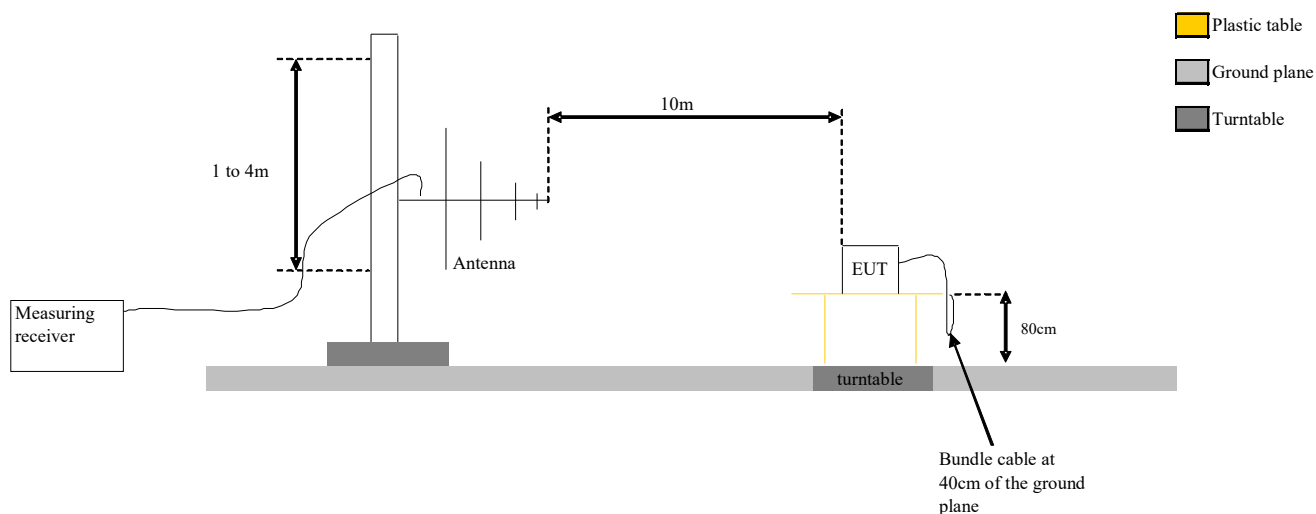 Plastic table
Ground plane
Turntable
10m
1 to 4m
Antenna
EUT
Measuring
receiver
80cm
turntable
Bundle cable at
40cm of the ground
plane